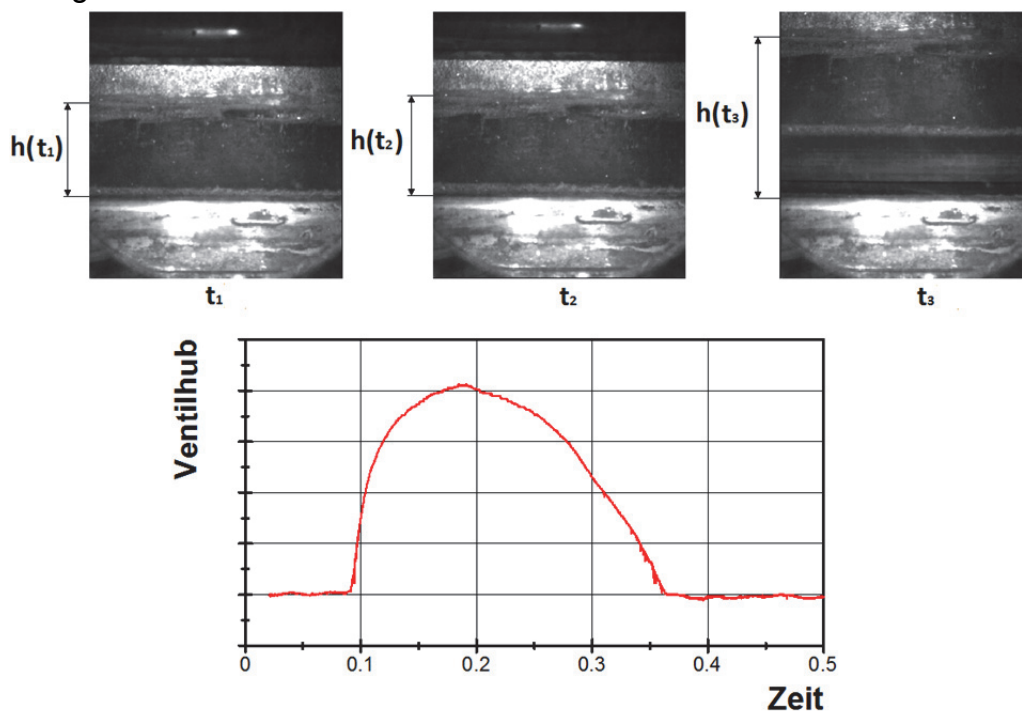 h(t₁)
h(t₂)
h(t₃)
t₁
t₂
t₃
Ventilhub
0
0.1
0.2
0.3
0.4
0.5
Zeit